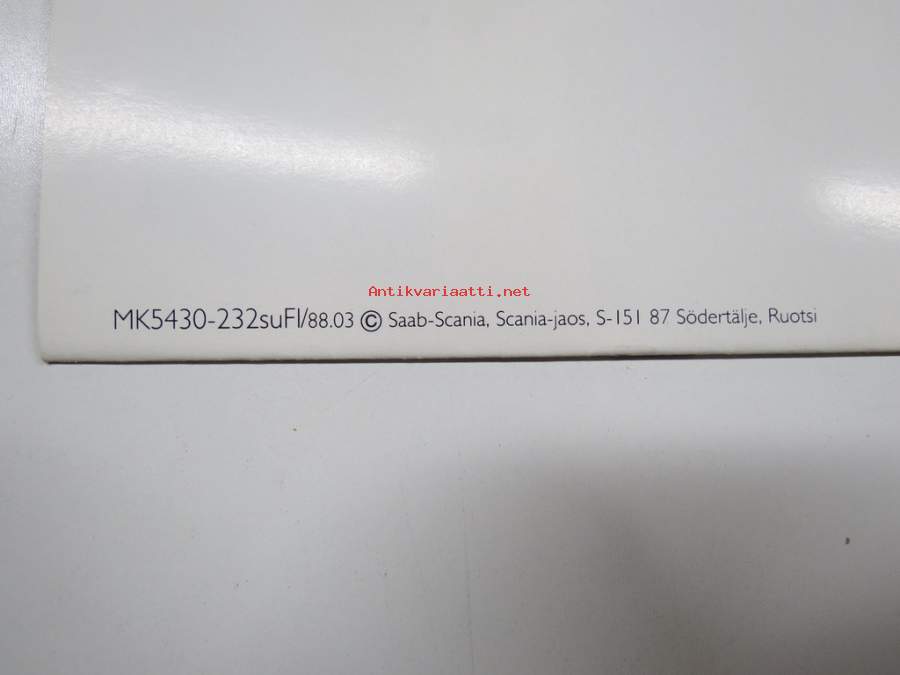 Antikvariaatti.net
MK5430-232suFI/88.03 © Saab-Scania, Scania-jaos, S-151 87 Södertälje, Ruotsi